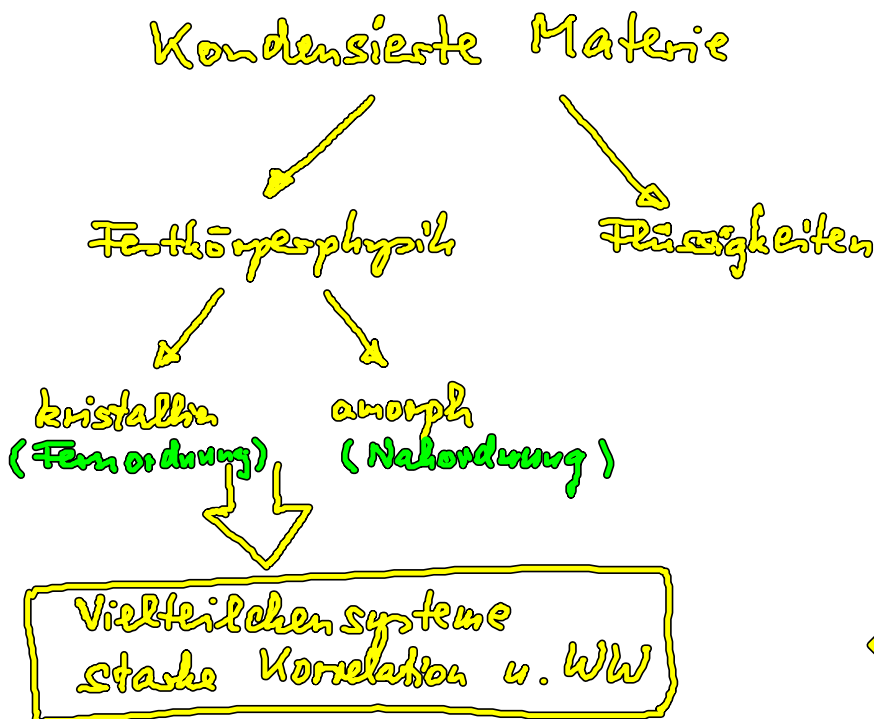 Kondensierte Materie
Festkörperphysik
Flüssigkeiten
kristallin
amorph
(Fernordnung)
(Nahordnung)
Vielteilchensysteme
starke Korrelation u. WW